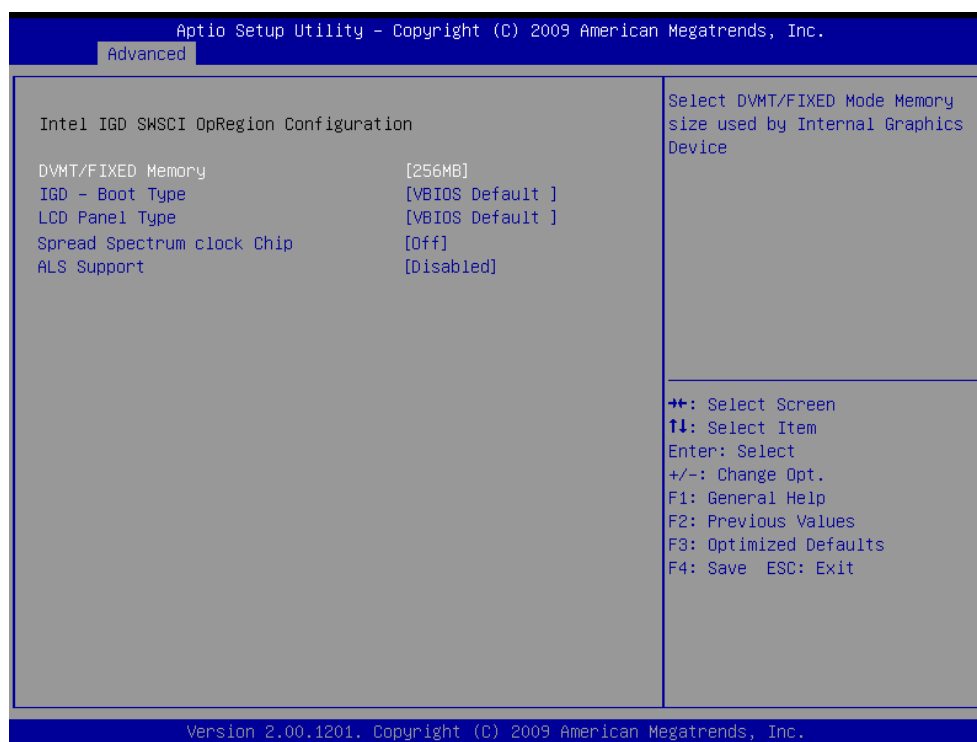 Aptio Setup Utility – Copyright (C) 2009 American Megatrends, Inc.
Advanced
Intel IGD SWSCI OpRegion Configuration
DVMT/FIXED Memory [256MB]
IGD – Boot Type [VBIOS Default ]
LCD Panel Type [VBIOS Default ]
Spread Spectrum clock Chip [Off]
ALS Support [Disabled]
Select DVMT/FIXED Mode Memory
size used by Internal Graphics
Device
→←: Select Screen
↑↓: Select Item
Enter: Select
+/-: Change Opt.
F1: General Help
F2: Previous Values
F3: Optimized Defaults
F4: Save ESC: Exit
Version 2.00.1201. Copyright (C) 2009 American Megatrends, Inc.